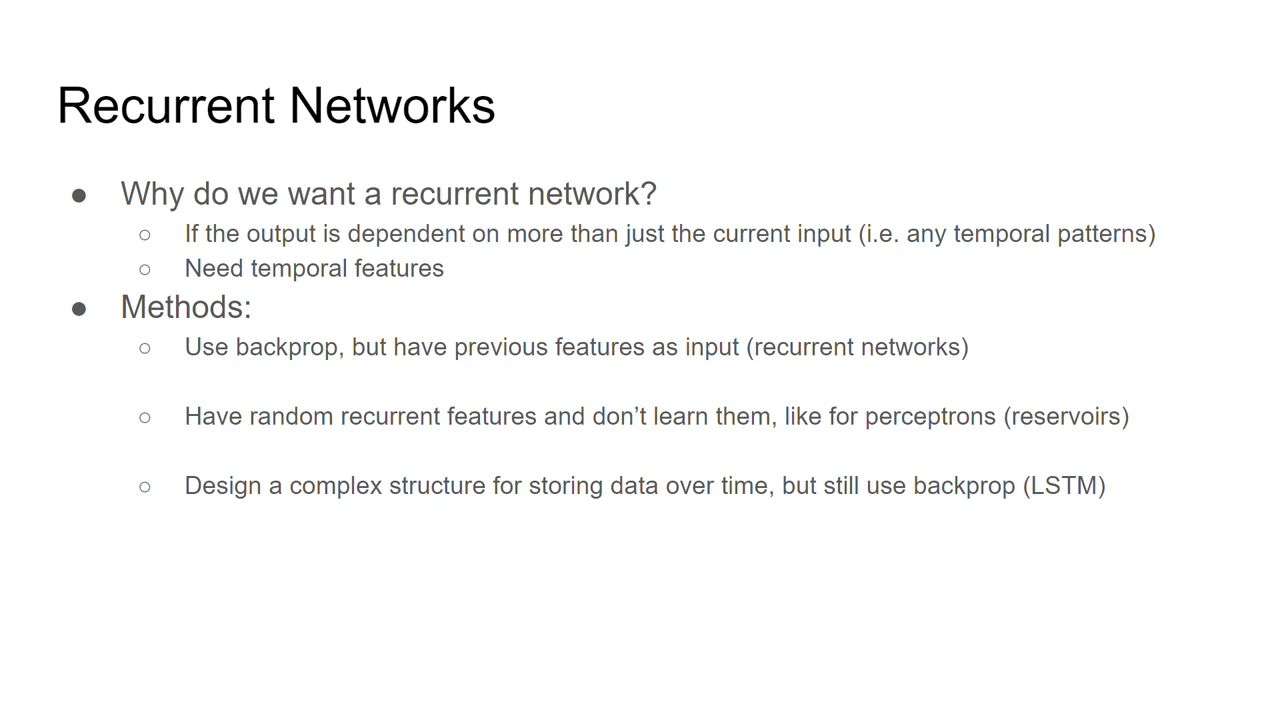 Recurrent Networks
● Why do we want a recurrent network?
○ If the output is dependent on more than just the current input (i.e. any temporal patterns)
○ Need temporal features
● Methods:
○ Use backprop, but have previous features as input (recurrent networks)
○ Have random recurrent features and don’t learn them, like for perceptrons (reservoirs)
○ Design a complex structure for storing data over time, but still use backprop (LSTM)